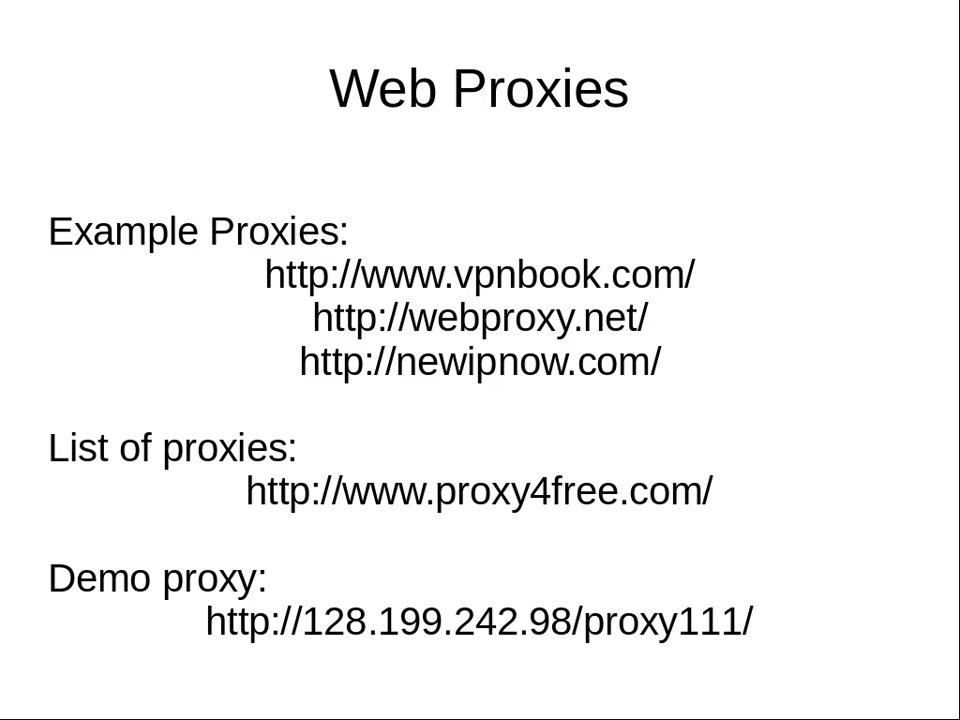 Web Proxies
Example Proxies:
http://www.vpnbook.com/
http://webproxy.net/
http://newipnow.com/
List of proxies:
http://www.proxy4free.com/
Demo proxy:
http://128.199.242.98/proxy111/